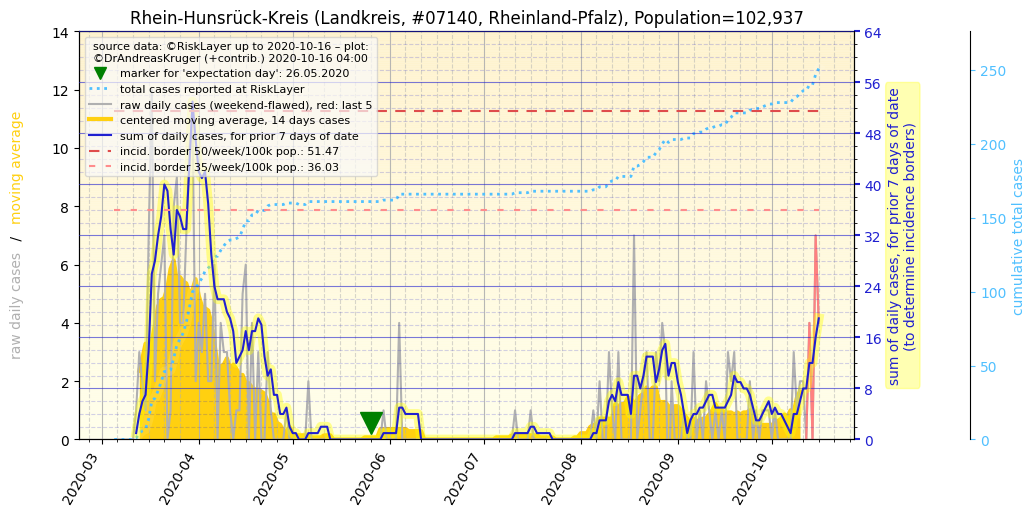 Rhein-Hunsrück-Kreis (Landkreis, #07140, Rheinland-Pfalz), Population=102,937
source data: ©RiskLayer up to 2020-10-16 – plot:
©DrAndreasKruger (+contrib.) 2020-10-16 04:00
marker for 'expectation day': 26.05.2020
total cases reported at RiskLayer
raw daily cases (weekend-flawed), red: last 5
centered moving average, 14 days cases
sum of daily cases, for prior 7 days of date
incid. border 50/week/100k pop.: 51.47
incid. border 35/week/100k pop.: 36.03
raw daily cases / moving average
14
12
10
8
6
4
2
0
64
56
48
40
32
24
16
8
0
sum of daily cases, for prior 7 days of date
(to determine incidence borders)
250
200
150
100
50
0
cumulative total cases
2020-03
2020-04
2020-05
2020-06
2020-07
2020-08
2020-09
2020-10